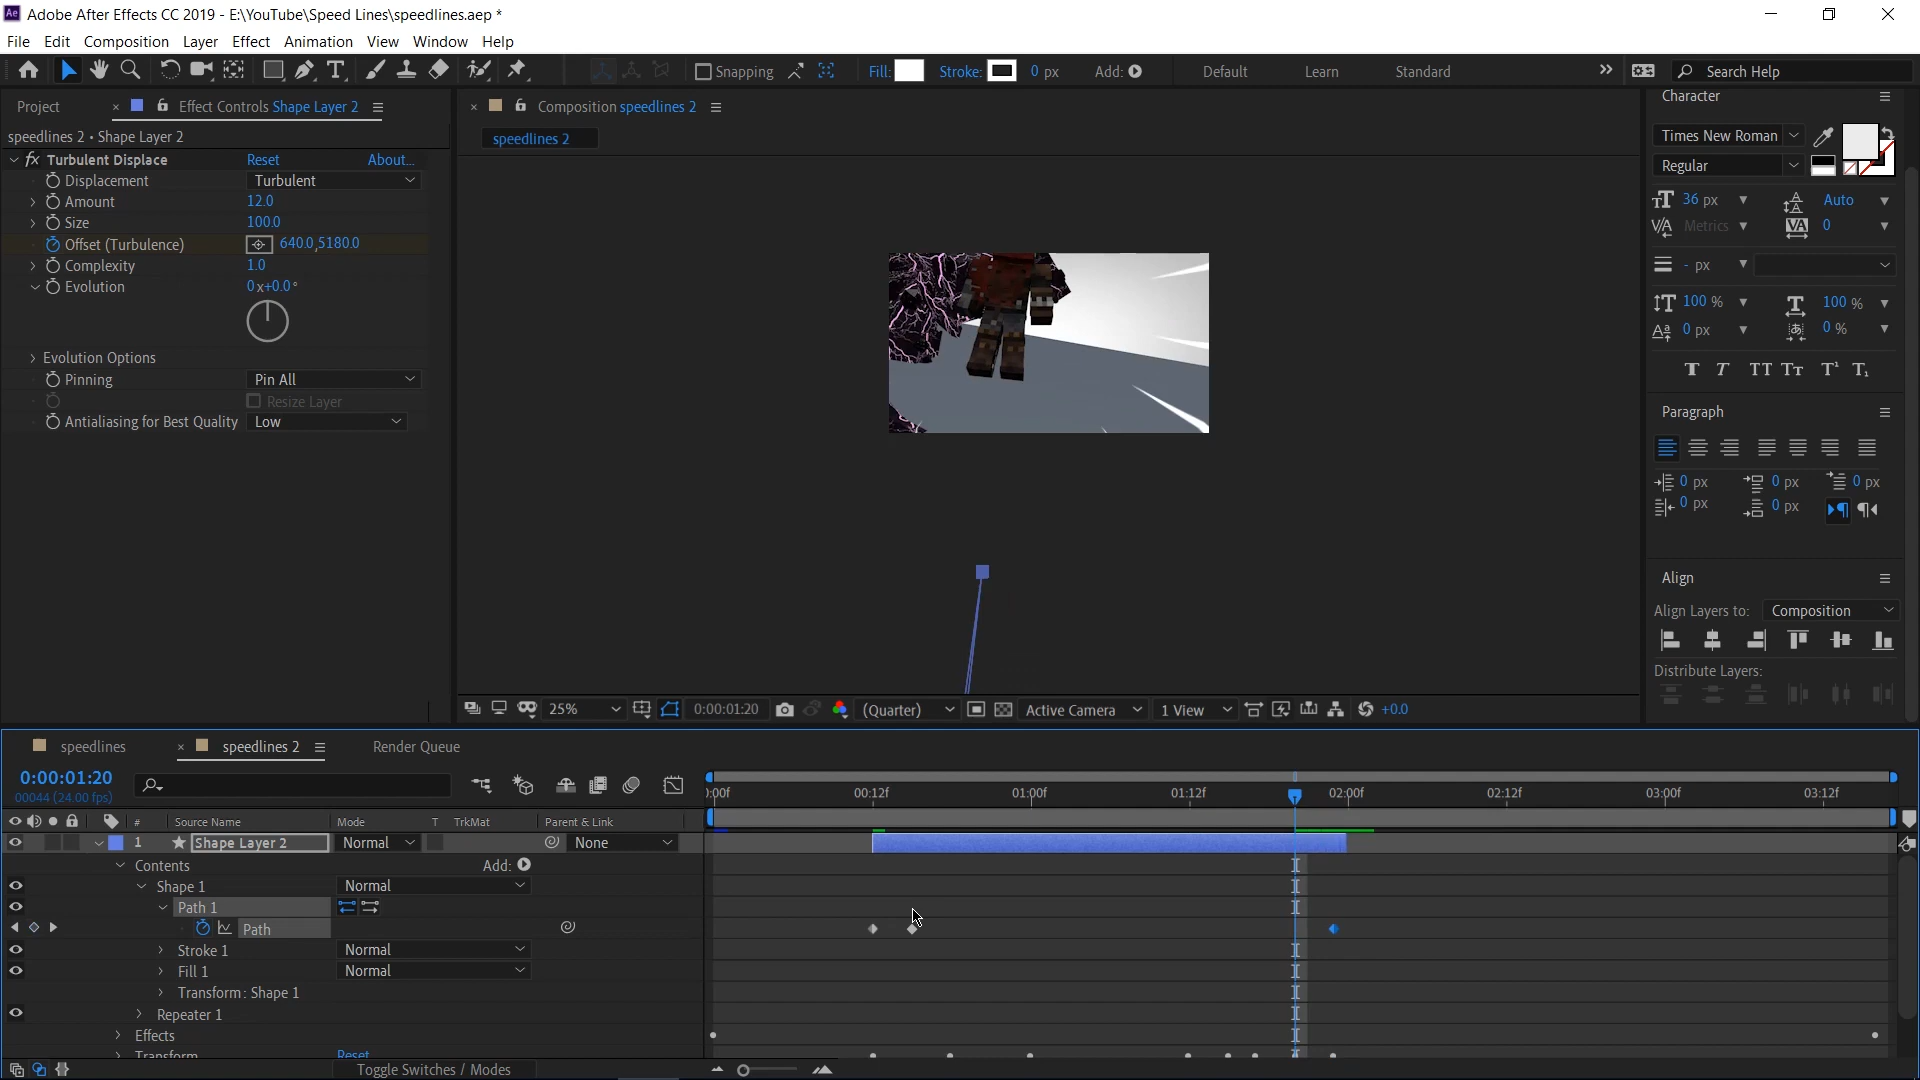 Ae Adobe After Effects CC 2019 - E:\YouTube\Speed Lines\speedlines.aep *
File Edit Composition Layer Effect Animation View Window Help
Snapping Fill: Stroke: 0 px Add: Default Learn Standard Search Help
Project Effect Controls Shape Layer 2
speedlines 2 • Shape Layer 2
fx Turbulent Displace Reset About...
Displacement Turbulent
Amount 12.0
Size 100.0
Offset (Turbulence) 640.0,5180.0
Complexity 1.0
Evolution 0x+0.0°
Evolution Options
Pinning Pin All
Resize Layer
Antialiasing for Best Quality Low
Composition speedlines 2
speedlines 2
25% 0:00:01:20 (Quarter) Active Camera 1 View +0.0
Character
Times New Roman
Regular
36 px Auto
Metrics 0
- px
100 % 100 %
0 px 0 %
T T TT Tт T¹ T₁
Paragraph
0 px 0 px 0 px
0 px 0 px
Align
Align Layers to: Composition
Distribute Layers:
speedlines speedlines 2 Render Queue
0:00:01:20
00044 (24.00 fps)
):00f 00:12f 01:00f 01:12f 02:00f 02:12f 03:00f 03:12f
# Source Name Mode T TrkMat Parent & Link
1 Shape Layer 2 Normal None
Contents Add:
Shape 1 Normal
Path 1
Path
Stroke 1 Normal
Fill 1 Normal
Transform: Shape 1
Repeater 1
Effects
Transform Reset
Toggle Switches / Modes